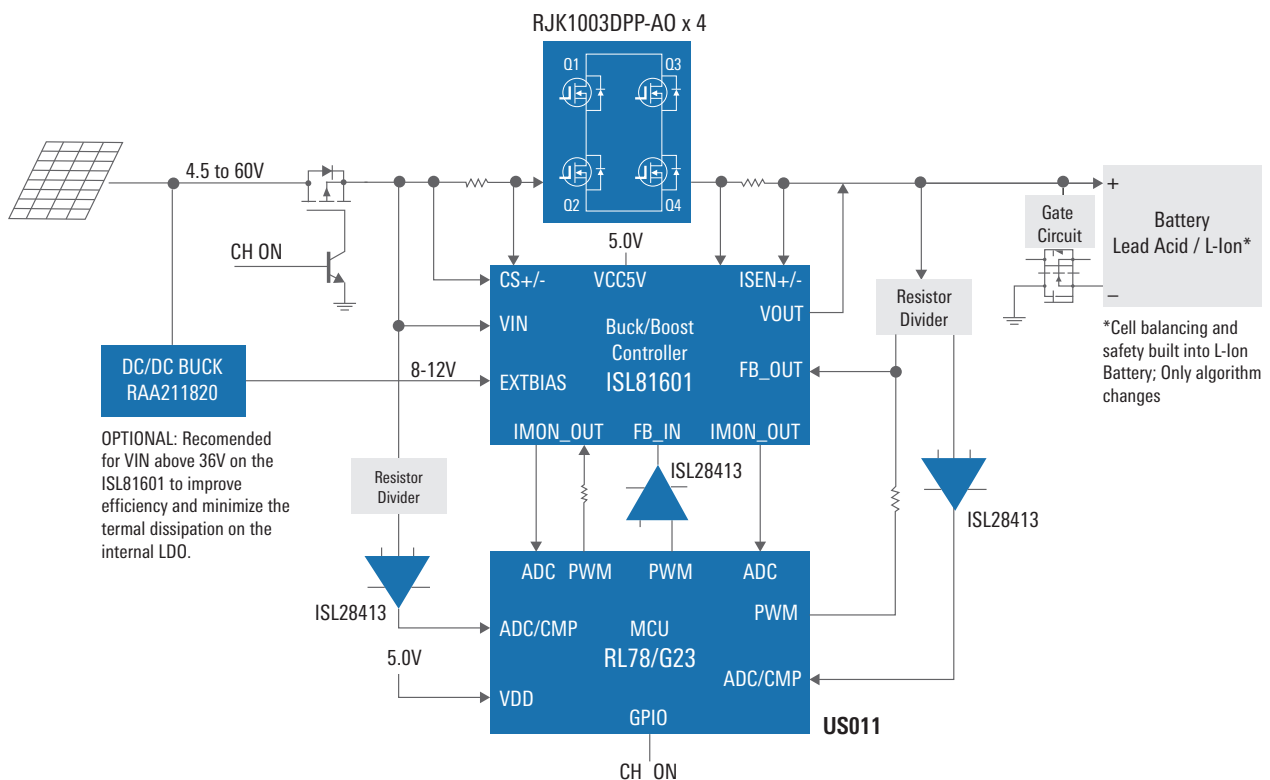 RJK1003DPP-AO x 4
Q1
Q3
Q2
Q4
4.5 to 60V
CH ON
5.0V
CS+/-
VCC5V
ISEN+/-
VIN
VOUT
Buck/Boost
Controller
ISL81601
EXTBIAS
FB_OUT
IMON_OUT
FB_IN
IMON_OUT
8-12V
DC/DC BUCK
RAA211820
OPTIONAL: Recomended
for VIN above 36V on the
ISL81601 to improve
efficiency and minimize the
termal dissipation on the
internal LDO.
Resistor
Divider
ISL28413
ISL28413
Resistor
Divider
ISL28413
Gate
Circuit
+
Battery
Lead Acid / L-Ion*
–
*Cell balancing and
safety built into L-Ion
Battery; Only algorithm
changes
ADC
PWM
PWM
ADC
PWM
ADC/CMP
MCU
RL78/G23
ADC/CMP
5.0V
VDD
GPIO
US011
CH ON